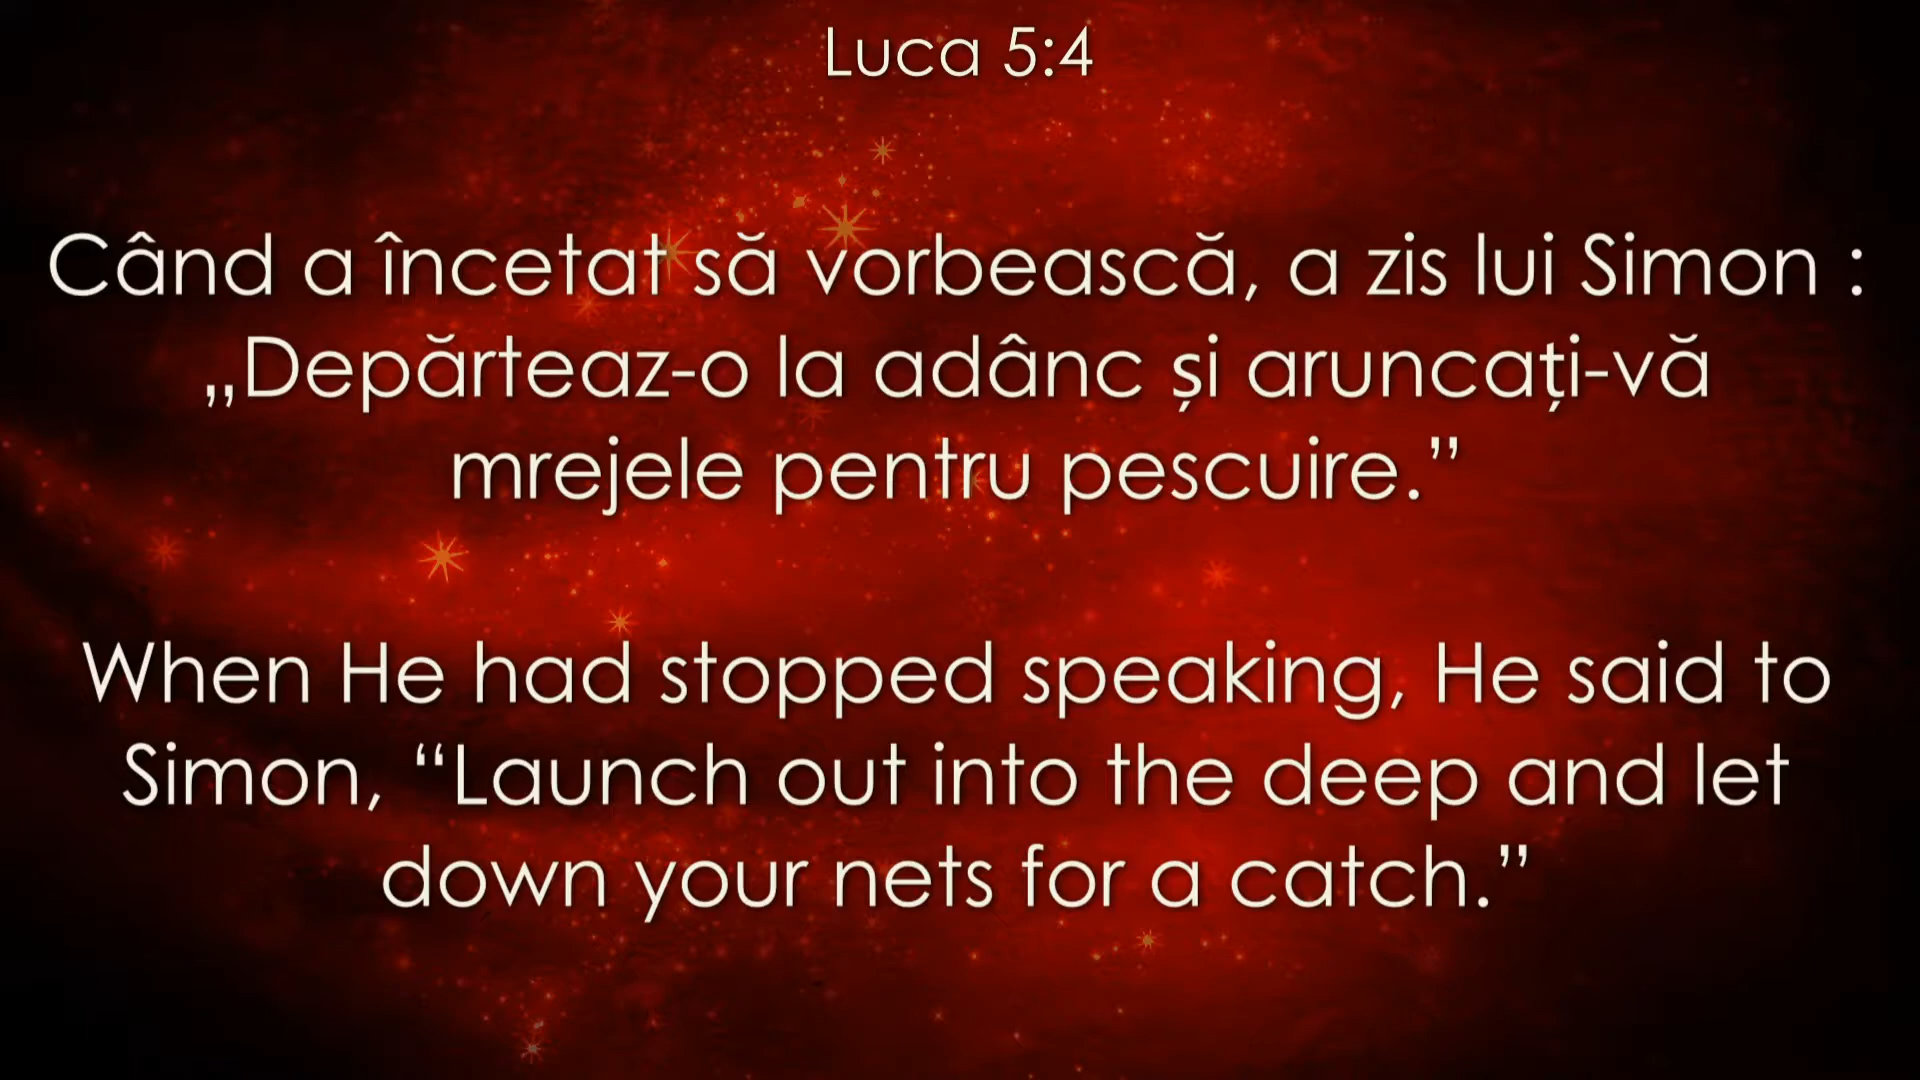 Luca 5:4
Când a încetat să vorbească, a zis lui Simon :
„Depărteaz-o la adânc și aruncați-vă
mrejele pentru pescuire.”
When He had stopped speaking, He said to
Simon, “Launch out into the deep and let
down your nets for a catch.”